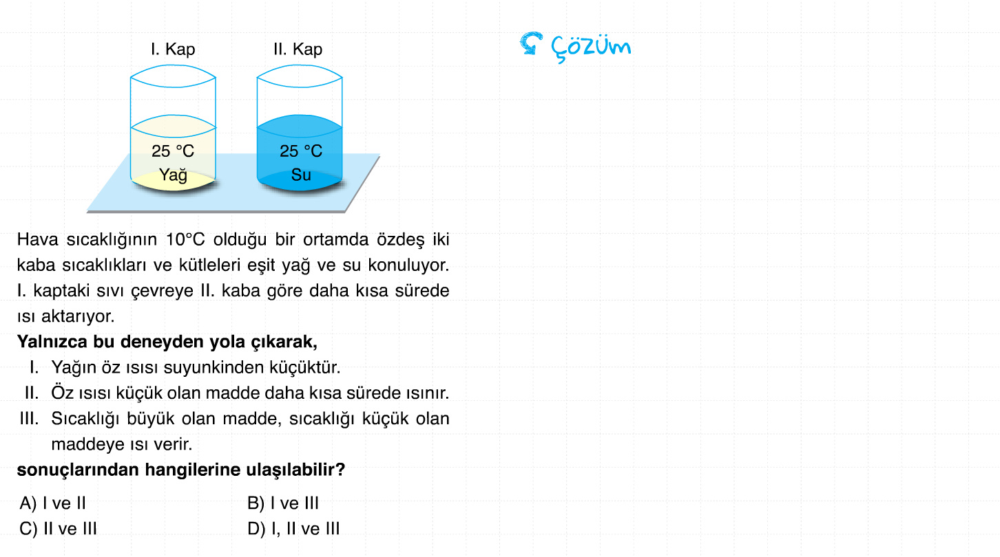 I. Kap
II. Kap
Çözüm
25 °C
Yağ
25 °C
Su
Hava sıcaklığının 10°C olduğu bir ortamda özdeş iki
kaba sıcaklıkları ve kütleleri eşit yağ ve su konuluyor.
I. kaptaki sıvı çevreye II. kaba göre daha kısa sürede
ısı aktarıyor.
Yalnızca bu deneyden yola çıkarak,
I. Yağın öz ısısı suyunkinden küçüktür.
II. Öz ısısı küçük olan madde daha kısa sürede ısınır.
III. Sıcaklığı büyük olan madde, sıcaklığı küçük olan
maddeye ısı verir.
sonuçlarından hangilerine ulaşılabilir?
A) I ve II
B) I ve III
C) II ve III
D) I, II ve III